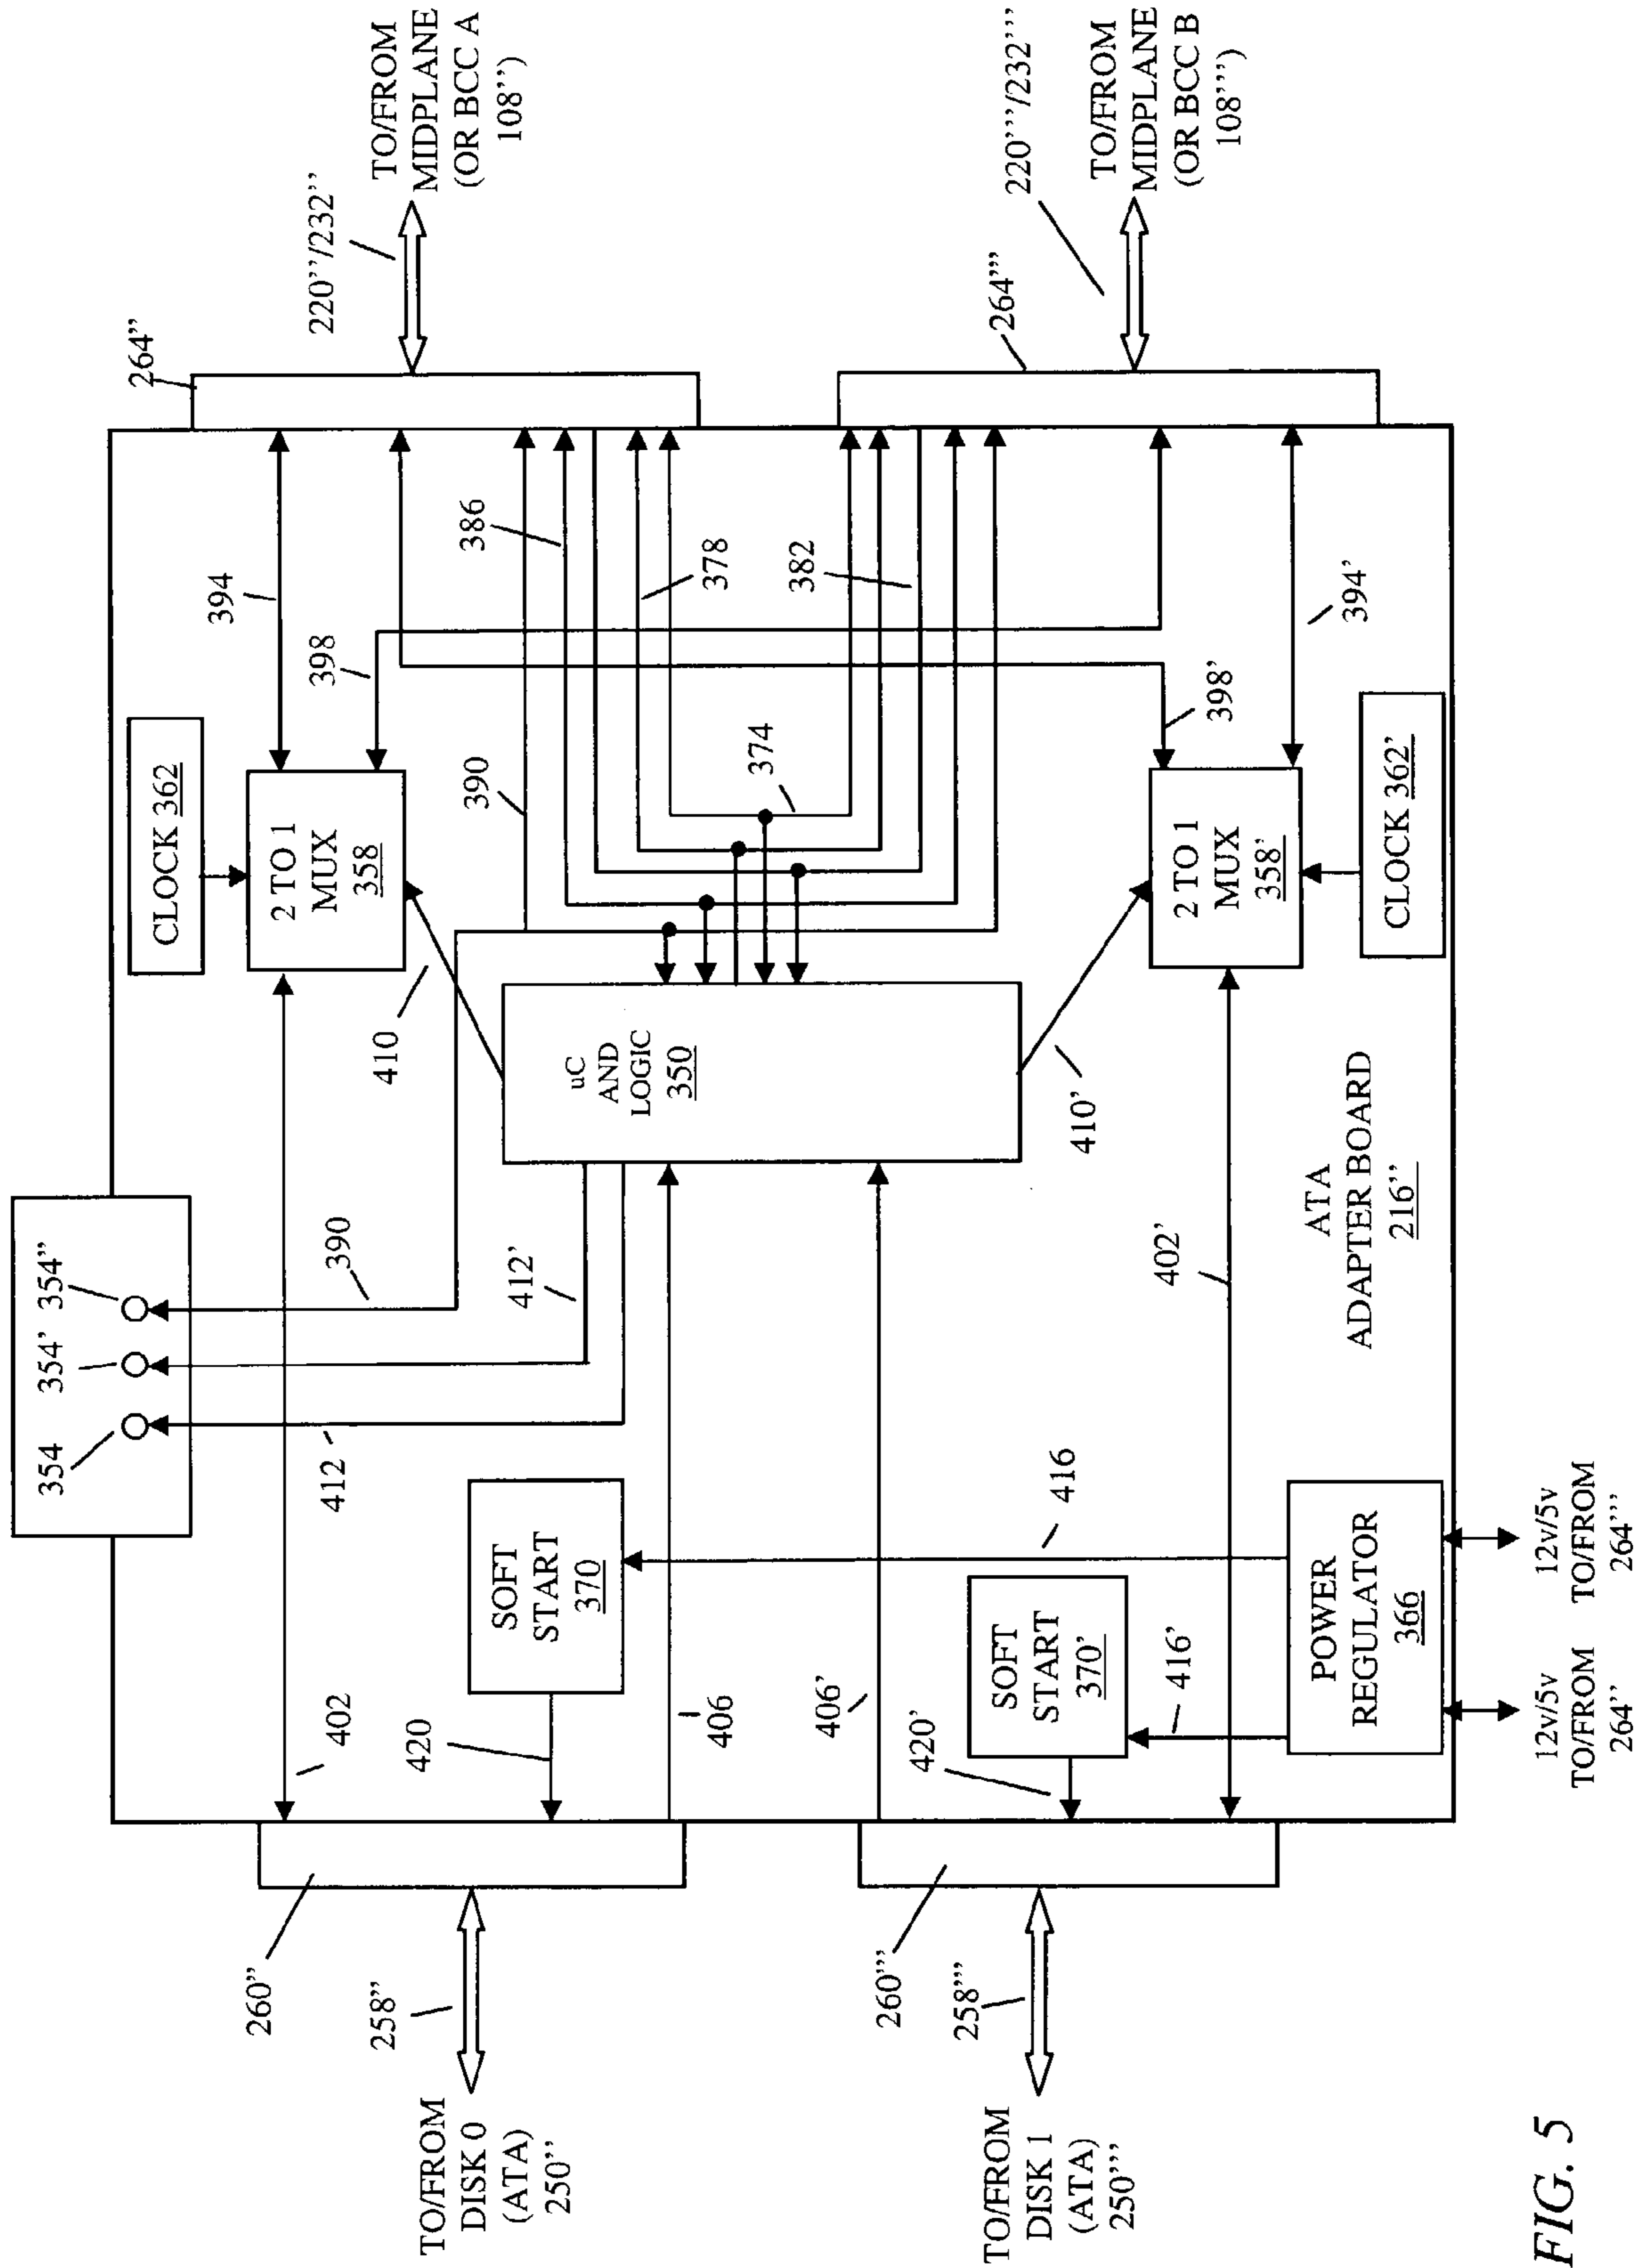 264”
220”/232”
TO/FROM
MIDPLANE
(OR BCC A
108”)
CLOCK 362
394
398
2 TO 1
MUX
358
386
378
382
390
374
410
354
354’
354”
390
412
412’
402
260”
258”
TO/FROM
DISK 0
(ATA)
250”
SOFT
START
370
420
406
uC
AND
LOGIC
350
264”’
220”’/232”’
TO/FROM
MIDPLANE
(OR BCC B
108”’)
394’
398’
2 TO 1
MUX
358’
CLOCK 362’
410’
402’
406’
416
260”’
258”’
TO/FROM
DISK 1
(ATA)
250”’
SOFT
START
370’
420’
416’
POWER
REGULATOR
366
ATA
ADAPTER BOARD
216”
12v/5v
TO/FROM
264”
12v/5v
TO/FROM
264”’
FIG. 5